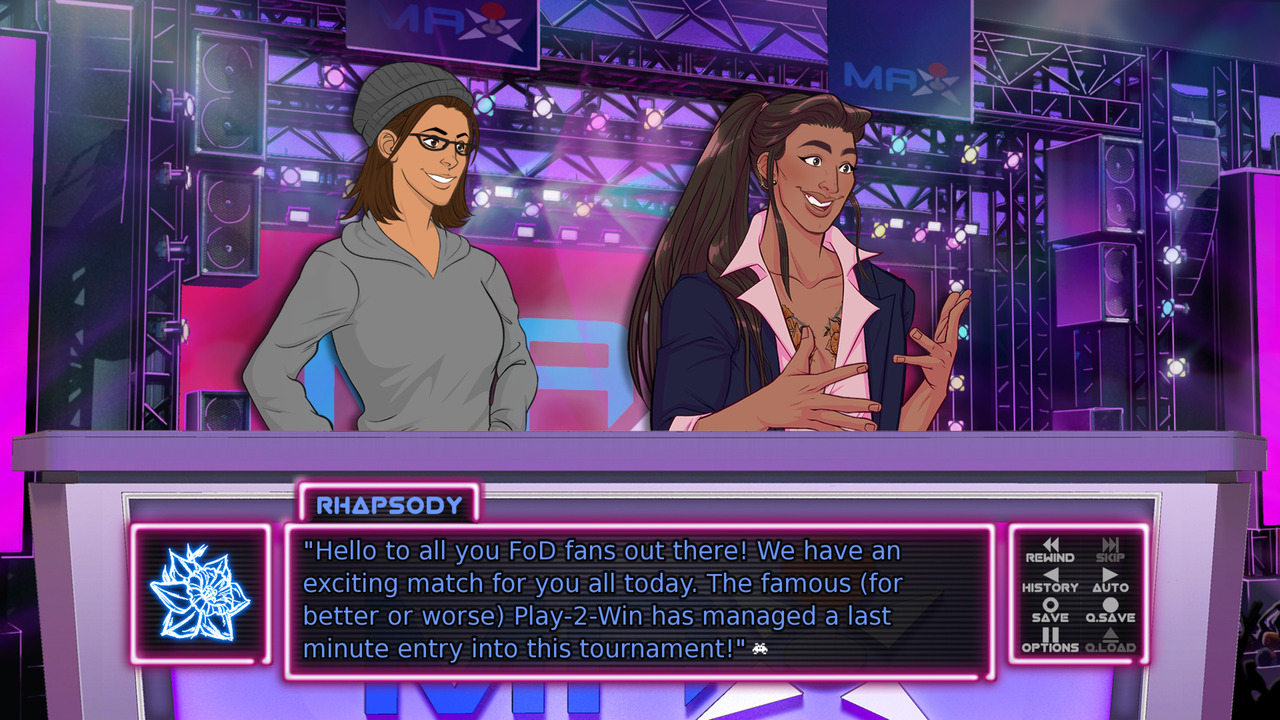 MAX
MAX
RHAPSODY
"Hello to all you FoD fans out there! We have an
exciting match for you all today. The famous (for
better or worse) Play-2-Win has managed a last
minute entry into this tournament!"
REWIND
SKIP
HISTORY
AUTO
SAVE
Q.SAVE
OPTIONS
Q.LOAD